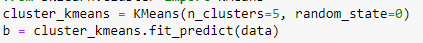 cluster_kmeans = KMeans(n_clusters=5, random_state=0)
b = cluster_kmeans.fit_predict(data)